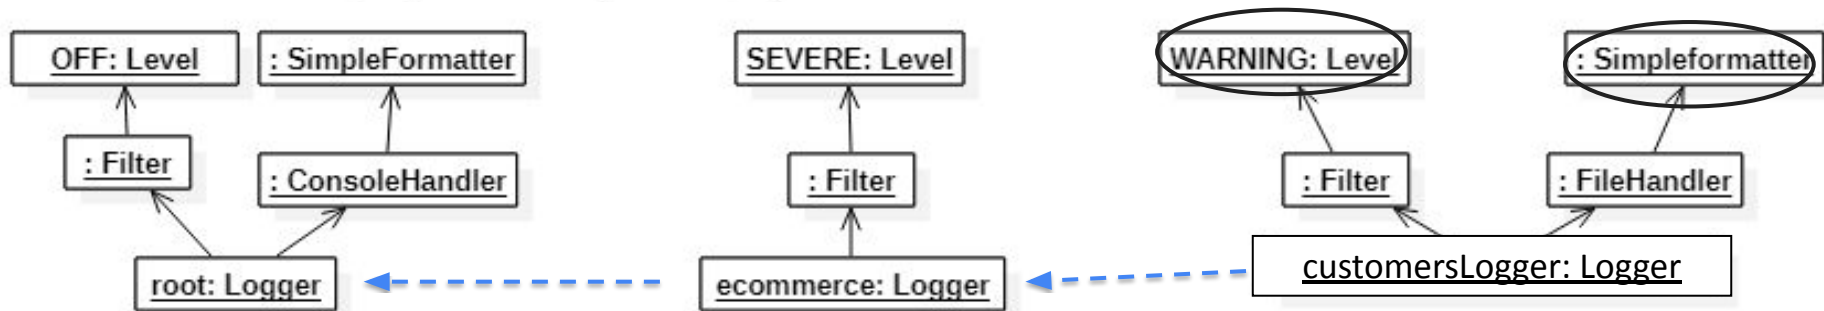 OFF: Level
: SimpleFormatter
SEVERE: Level
WARNING: Level
: Simpleformatter
: Filter
: ConsoleHandler
: Filter
: Filter
: FileHandler
root: Logger
ecommerce: Logger
customersLogger: Logger